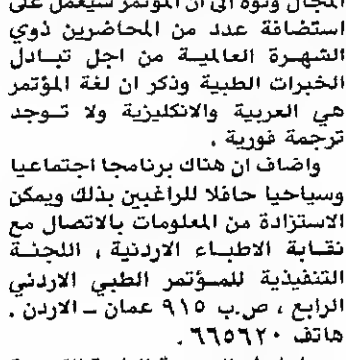 المجال ونوه الى ان المؤتمر سيعمل على
استضافة عدد من المحاضرين ذوي
الشهرة العالمية من اجل تبادل
الخبرات الطبية وذكر ان لغة المؤتمر
هي العربية والانكليزية ولا توجد
ترجمة فورية .
واضاف ان هناك برنامجا اجتماعيا
وسياحيا حافلا للراغبين بذلك ويمكن
الاستزادة من المعلومات بالاتصال مع
نقابة الاطباء الاردنية ، اللجنة
التنفيذية للمؤتمر الطبي الاردني
الرابع ، ص.ب ٩١٥ عمان ـ الاردن .
هاتف ٦٦٥٦٢٠ .